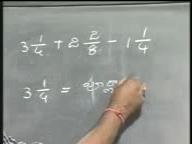 3 1/4 + 2 2/8 - 1 1/4
3 1/4 =